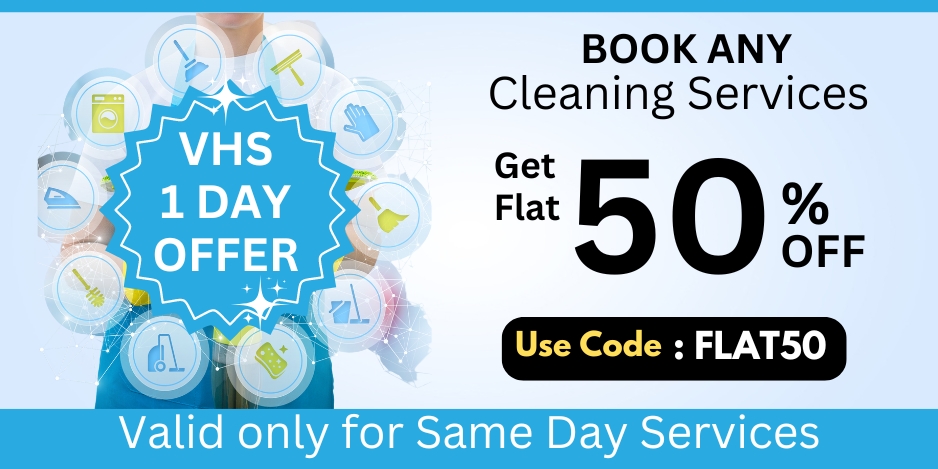 VHS
1 DAY
OFFER
BOOK ANY
Cleaning Services
Get
Flat
50
%
OFF
Use Code : FLAT50
Valid only for Same Day Services